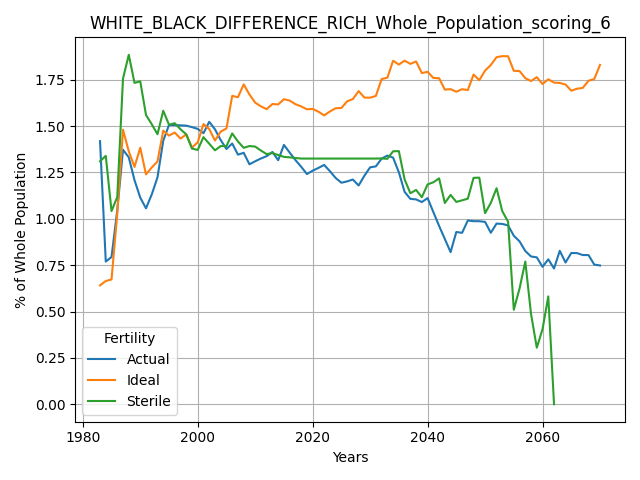 WHITE_BLACK_DIFFERENCE_RICH_Whole_Population_scoring_6
% of Whole Population
1.75
1.50
1.25
1.00
0.75
0.50
0.25
0.00
Fertility
Actual
Ideal
Sterile
1980 2000 2020 2040 2060
Years